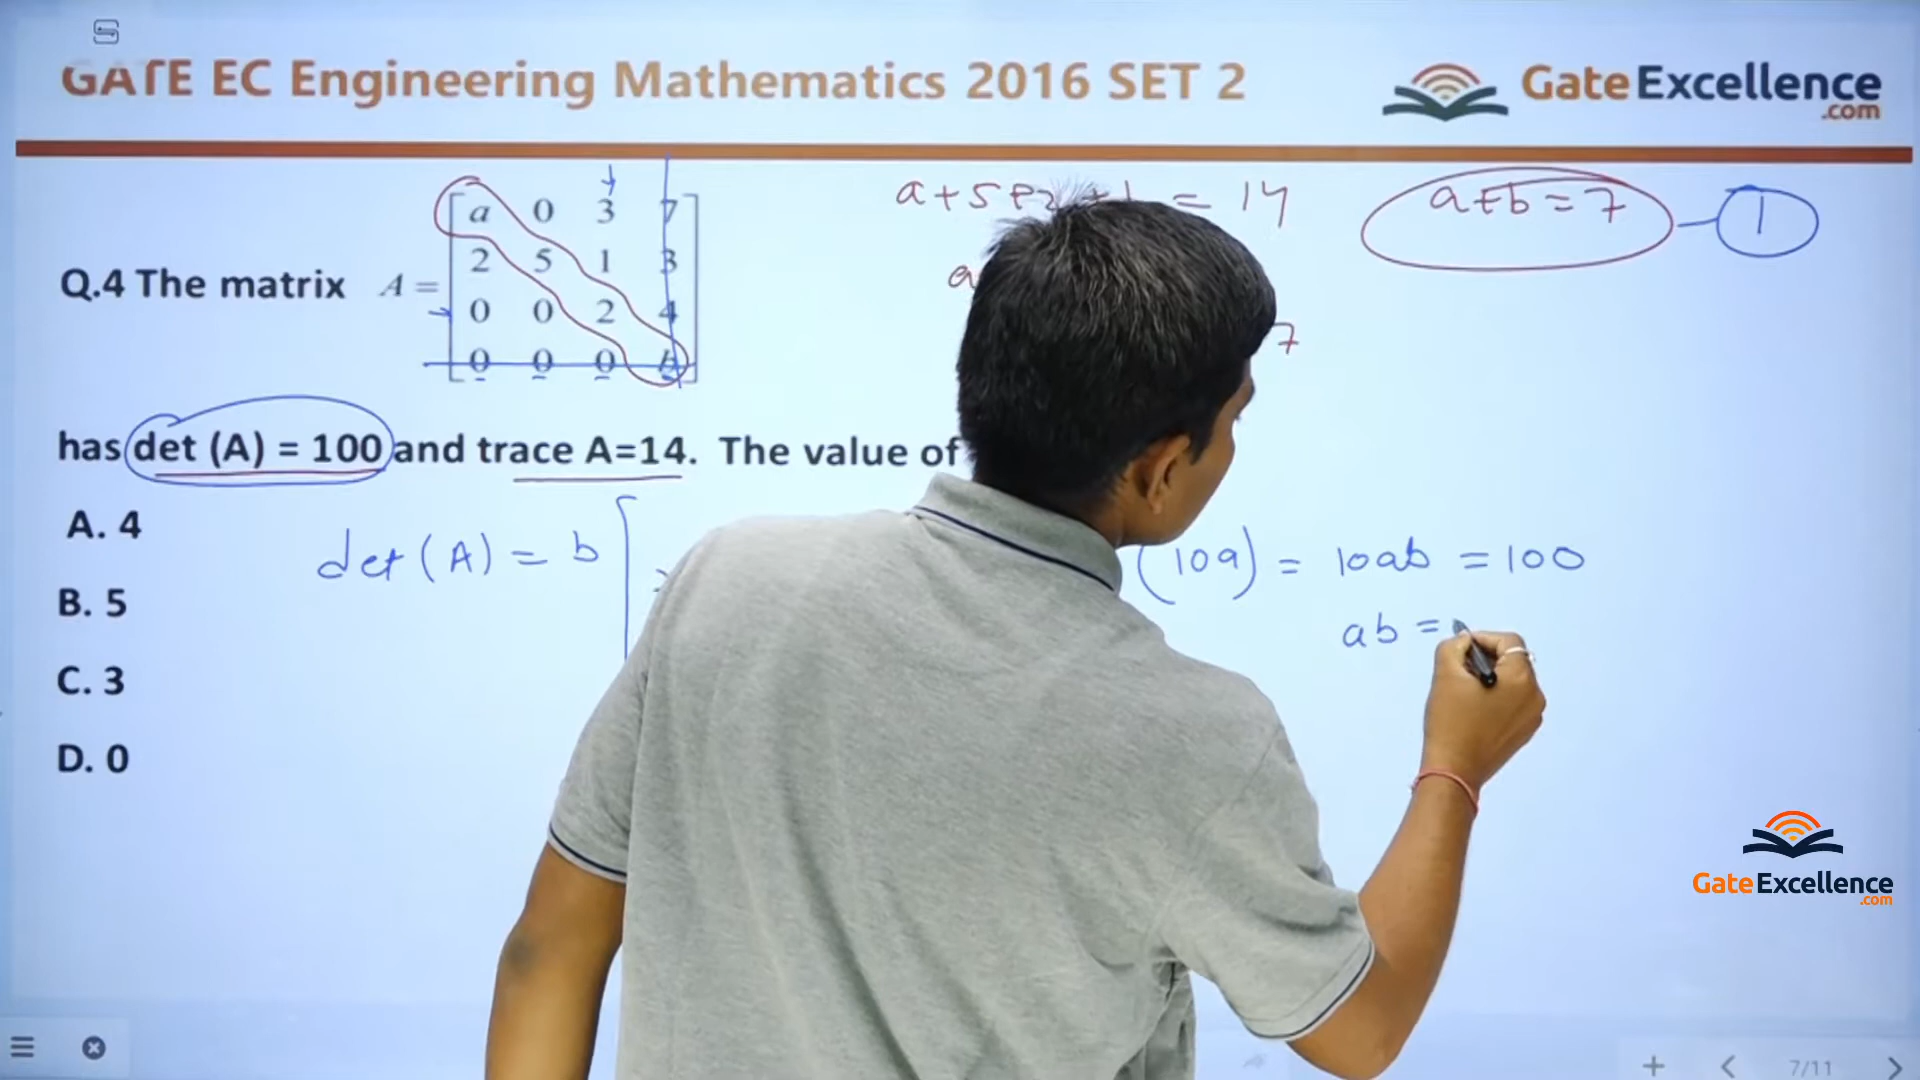 GATE EC Engineering Mathematics 2016 SET 2
GateExcellence
.com
a 0 3 7
Q.4 The matrix A = 2 5 1 3
0 0 2 4
0 0 0 b
a + 5 + 2 = 14
a
7
a + b = 7
1
has det (A) = 100 and trace A=14. The value of
A. 4
B. 5
C. 3
D. 0
det (A) = b
(10a) = 10ab = 100
ab =
GateExcellence
.com
7/11